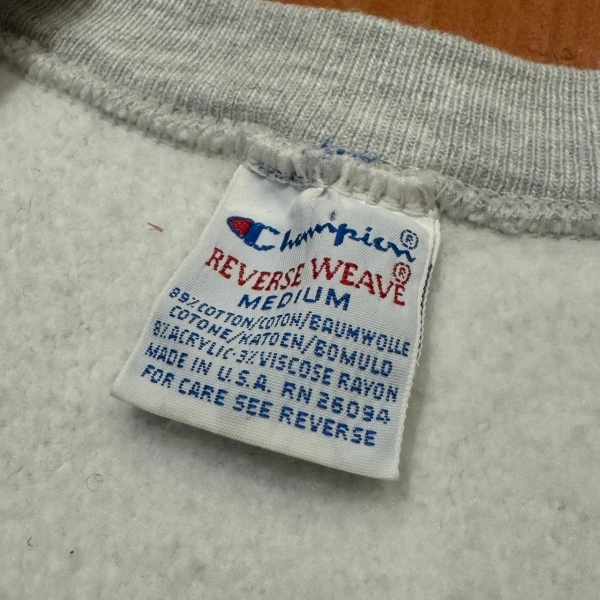 Champion®
REVERSE WEAVE®
MEDIUM
89%COTTON/COTON/BAUMWOLLE
COTONE/KATOEN/BOMULD
8%ACRYLIC-3%VISCOSE RAYON
MADE IN U.S.A. RN 26094
FOR CARE SEE REVERSE